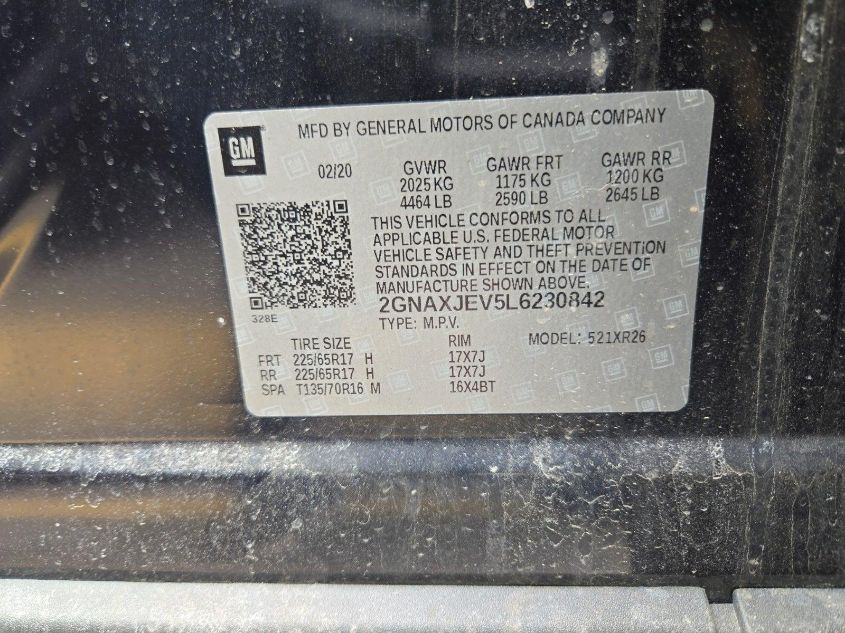 GM
MFD BY GENERAL MOTORS OF CANADA COMPANY
02/20 GVWR GAWR FRT GAWR RR
2025 KG 1175 KG 1200 KG
4464 LB 2590 LB 2645 LB
THIS VEHICLE CONFORMS TO ALL
APPLICABLE U.S. FEDERAL MOTOR
VEHICLE SAFETY AND THEFT PREVENTION
STANDARDS IN EFFECT ON THE DATE OF
MANUFACTURE SHOWN ABOVE.
2GNAXJEV5L6230842
328E
TYPE: M.P.V.
TIRE SIZE RIM MODEL: 521XR26
FRT 225/65R17 H 17X7J
RR 225/65R17 H 17X7J
SPA T135/70R16 M 16X4BT